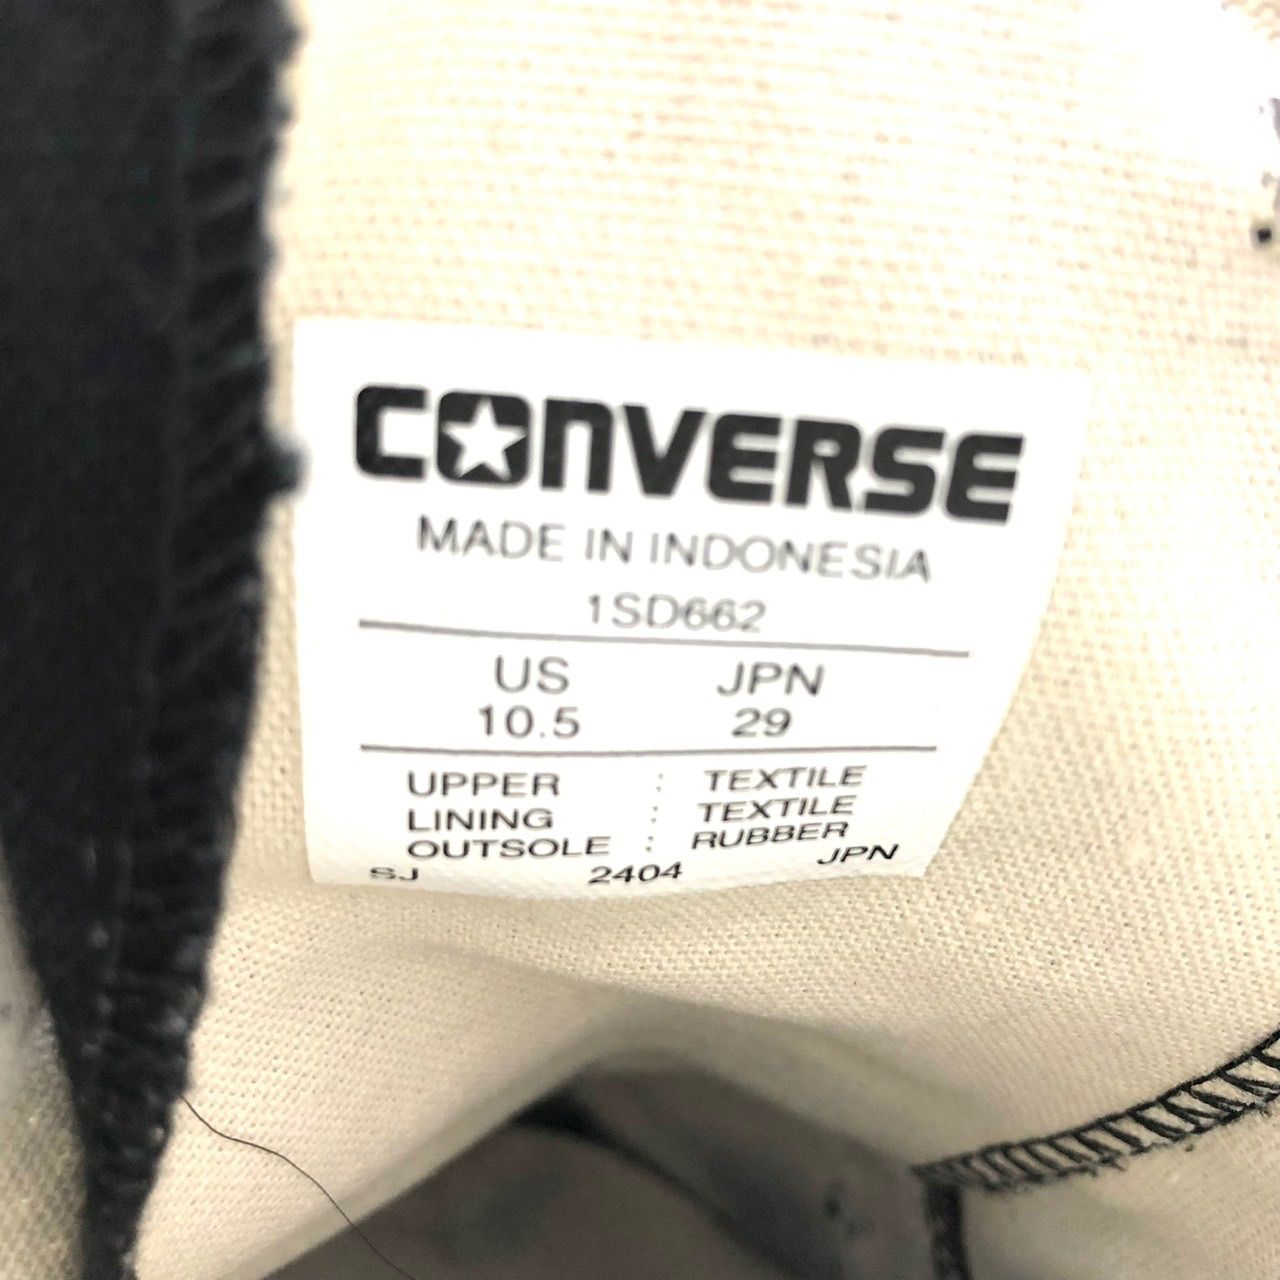 CONVERSE
MADE IN INDONESIA
1SD662
US JPN
10.5 29
UPPER : TEXTILE
LINING : TEXTILE
OUTSOLE : RUBBER
SJ 2404 JPN